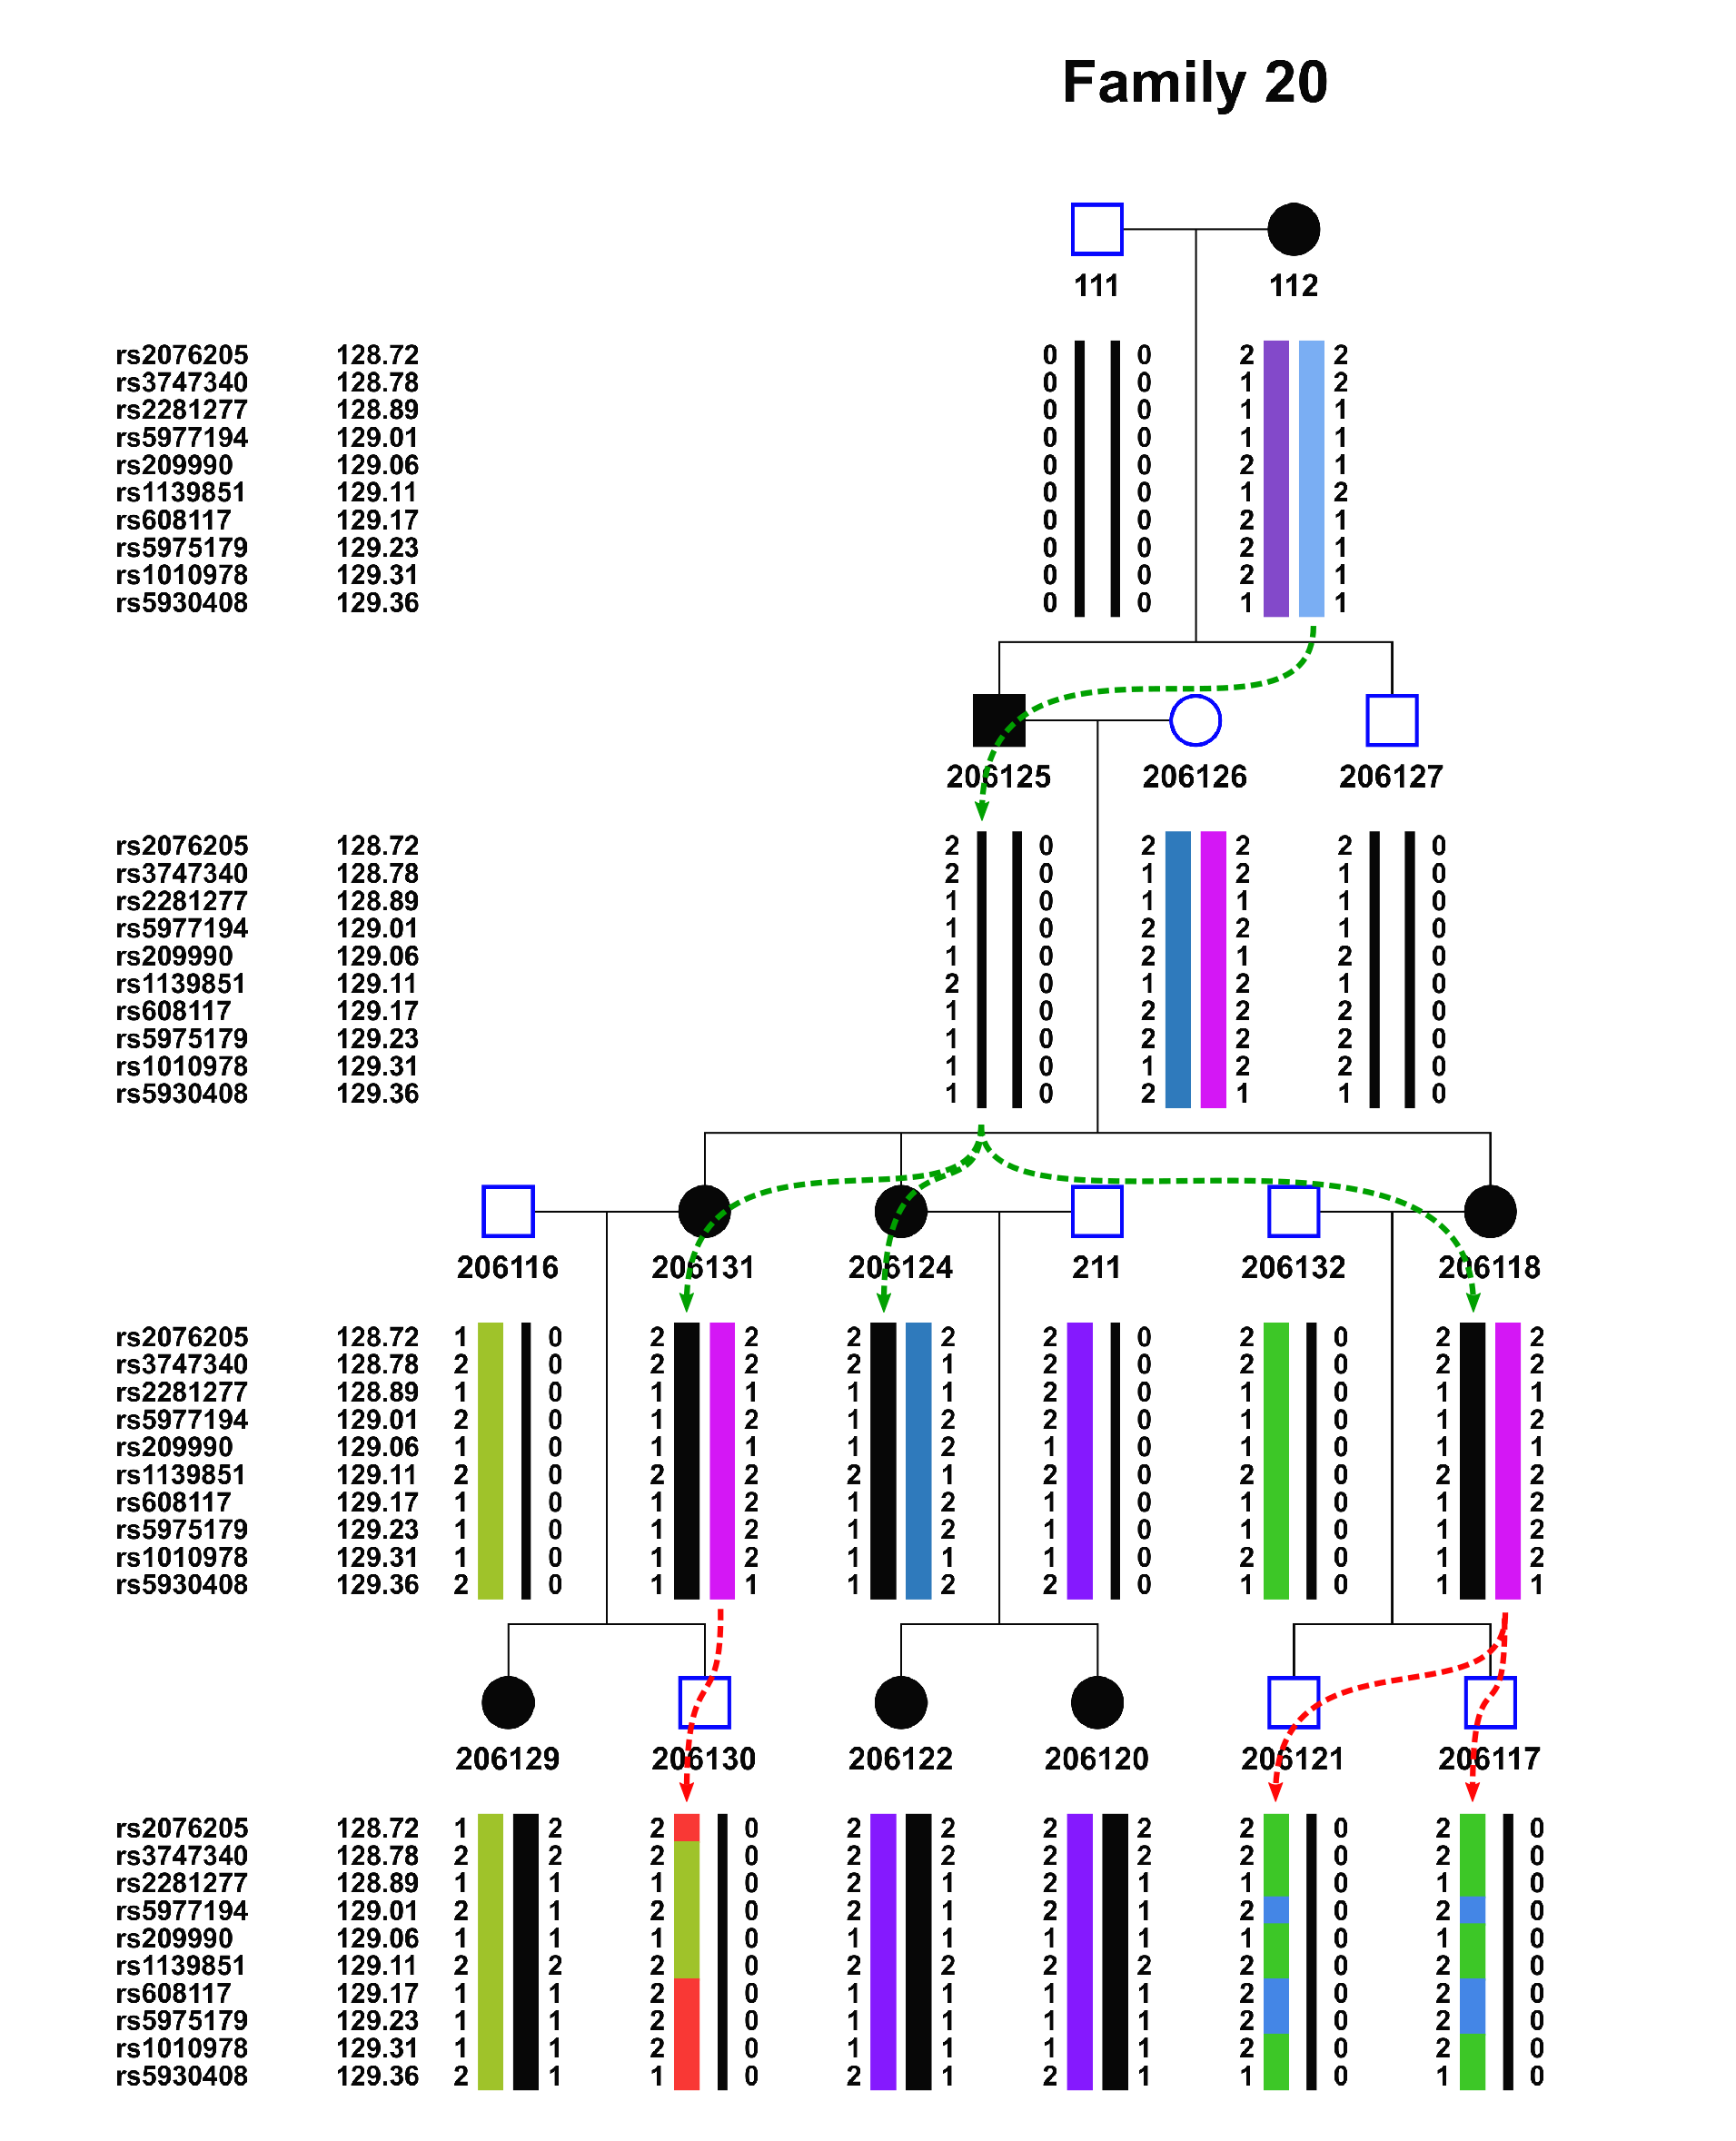 Family 20
111 112
rs2076205 128.72 0 0 2 2
rs3747340 128.78 0 0 1 2
rs2281277 128.89 0 0 1 1
rs5977194 129.01 0 0 1 1
rs209990 129.06 0 0 2 1
rs1139851 129.11 0 0 1 2
rs608117 129.17 0 0 2 1
rs5975179 129.23 0 0 2 1
rs1010978 129.31 0 0 2 1
rs5930408 129.36 0 0 1 1
206125 206126 206127
rs2076205 128.72 2 0 2 2 2 0
rs3747340 128.78 2 0 1 2 1 0
rs2281277 128.89 1 0 1 1 1 0
rs5977194 129.01 1 0 2 2 1 0
rs209990 129.06 1 0 2 1 2 0
rs1139851 129.11 2 0 1 2 1 0
rs608117 129.17 1 0 2 2 2 0
rs5975179 129.23 1 0 2 2 2 0
rs1010978 129.31 1 0 1 2 2 0
rs5930408 129.36 1 0 2 1 1 0
206116 206131 206124 211 206132 206118
rs2076205 128.72 1 0 2 2 2 2 2 0 2 0 2 2
rs3747340 128.78 2 0 2 2 2 1 2 0 2 0 2 2
rs2281277 128.89 1 0 1 1 1 1 2 0 1 0 1 1
rs5977194 129.01 2 0 1 2 1 2 2 0 1 0 1 2
rs209990 129.06 1 0 1 1 1 2 1 0 1 0 1 1
rs1139851 129.11 2 0 2 2 2 1 2 0 2 0 2 2
rs608117 129.17 1 0 1 2 1 2 1 0 1 0 1 2
rs5975179 129.23 1 0 1 2 1 2 1 0 1 0 1 2
rs1010978 129.31 1 0 1 2 1 1 1 0 2 0 1 2
rs5930408 129.36 2 0 1 1 1 2 2 0 1 0 1 1
206129 206130 206122 206120 206121 206117
rs2076205 128.72 1 2 2 0 2 2 2 2 2 0 2 0
rs3747340 128.78 2 2 2 0 2 2 2 2 2 0 2 0
rs2281277 128.89 1 1 1 0 2 1 2 1 1 0 1 0
rs5977194 129.01 2 1 2 0 2 1 2 1 2 0 2 0
rs209990 129.06 1 1 1 0 1 1 1 1 1 0 1 0
rs1139851 129.11 2 2 2 0 2 2 2 2 2 0 2 0
rs608117 129.17 1 1 2 0 1 1 1 1 2 0 2 0
rs5975179 129.23 1 1 2 0 1 1 1 1 2 0 2 0
rs1010978 129.31 1 1 2 0 1 1 1 1 2 0 2 0
rs5930408 129.36 2 1 1 0 2 1 2 1 1 0 1 0